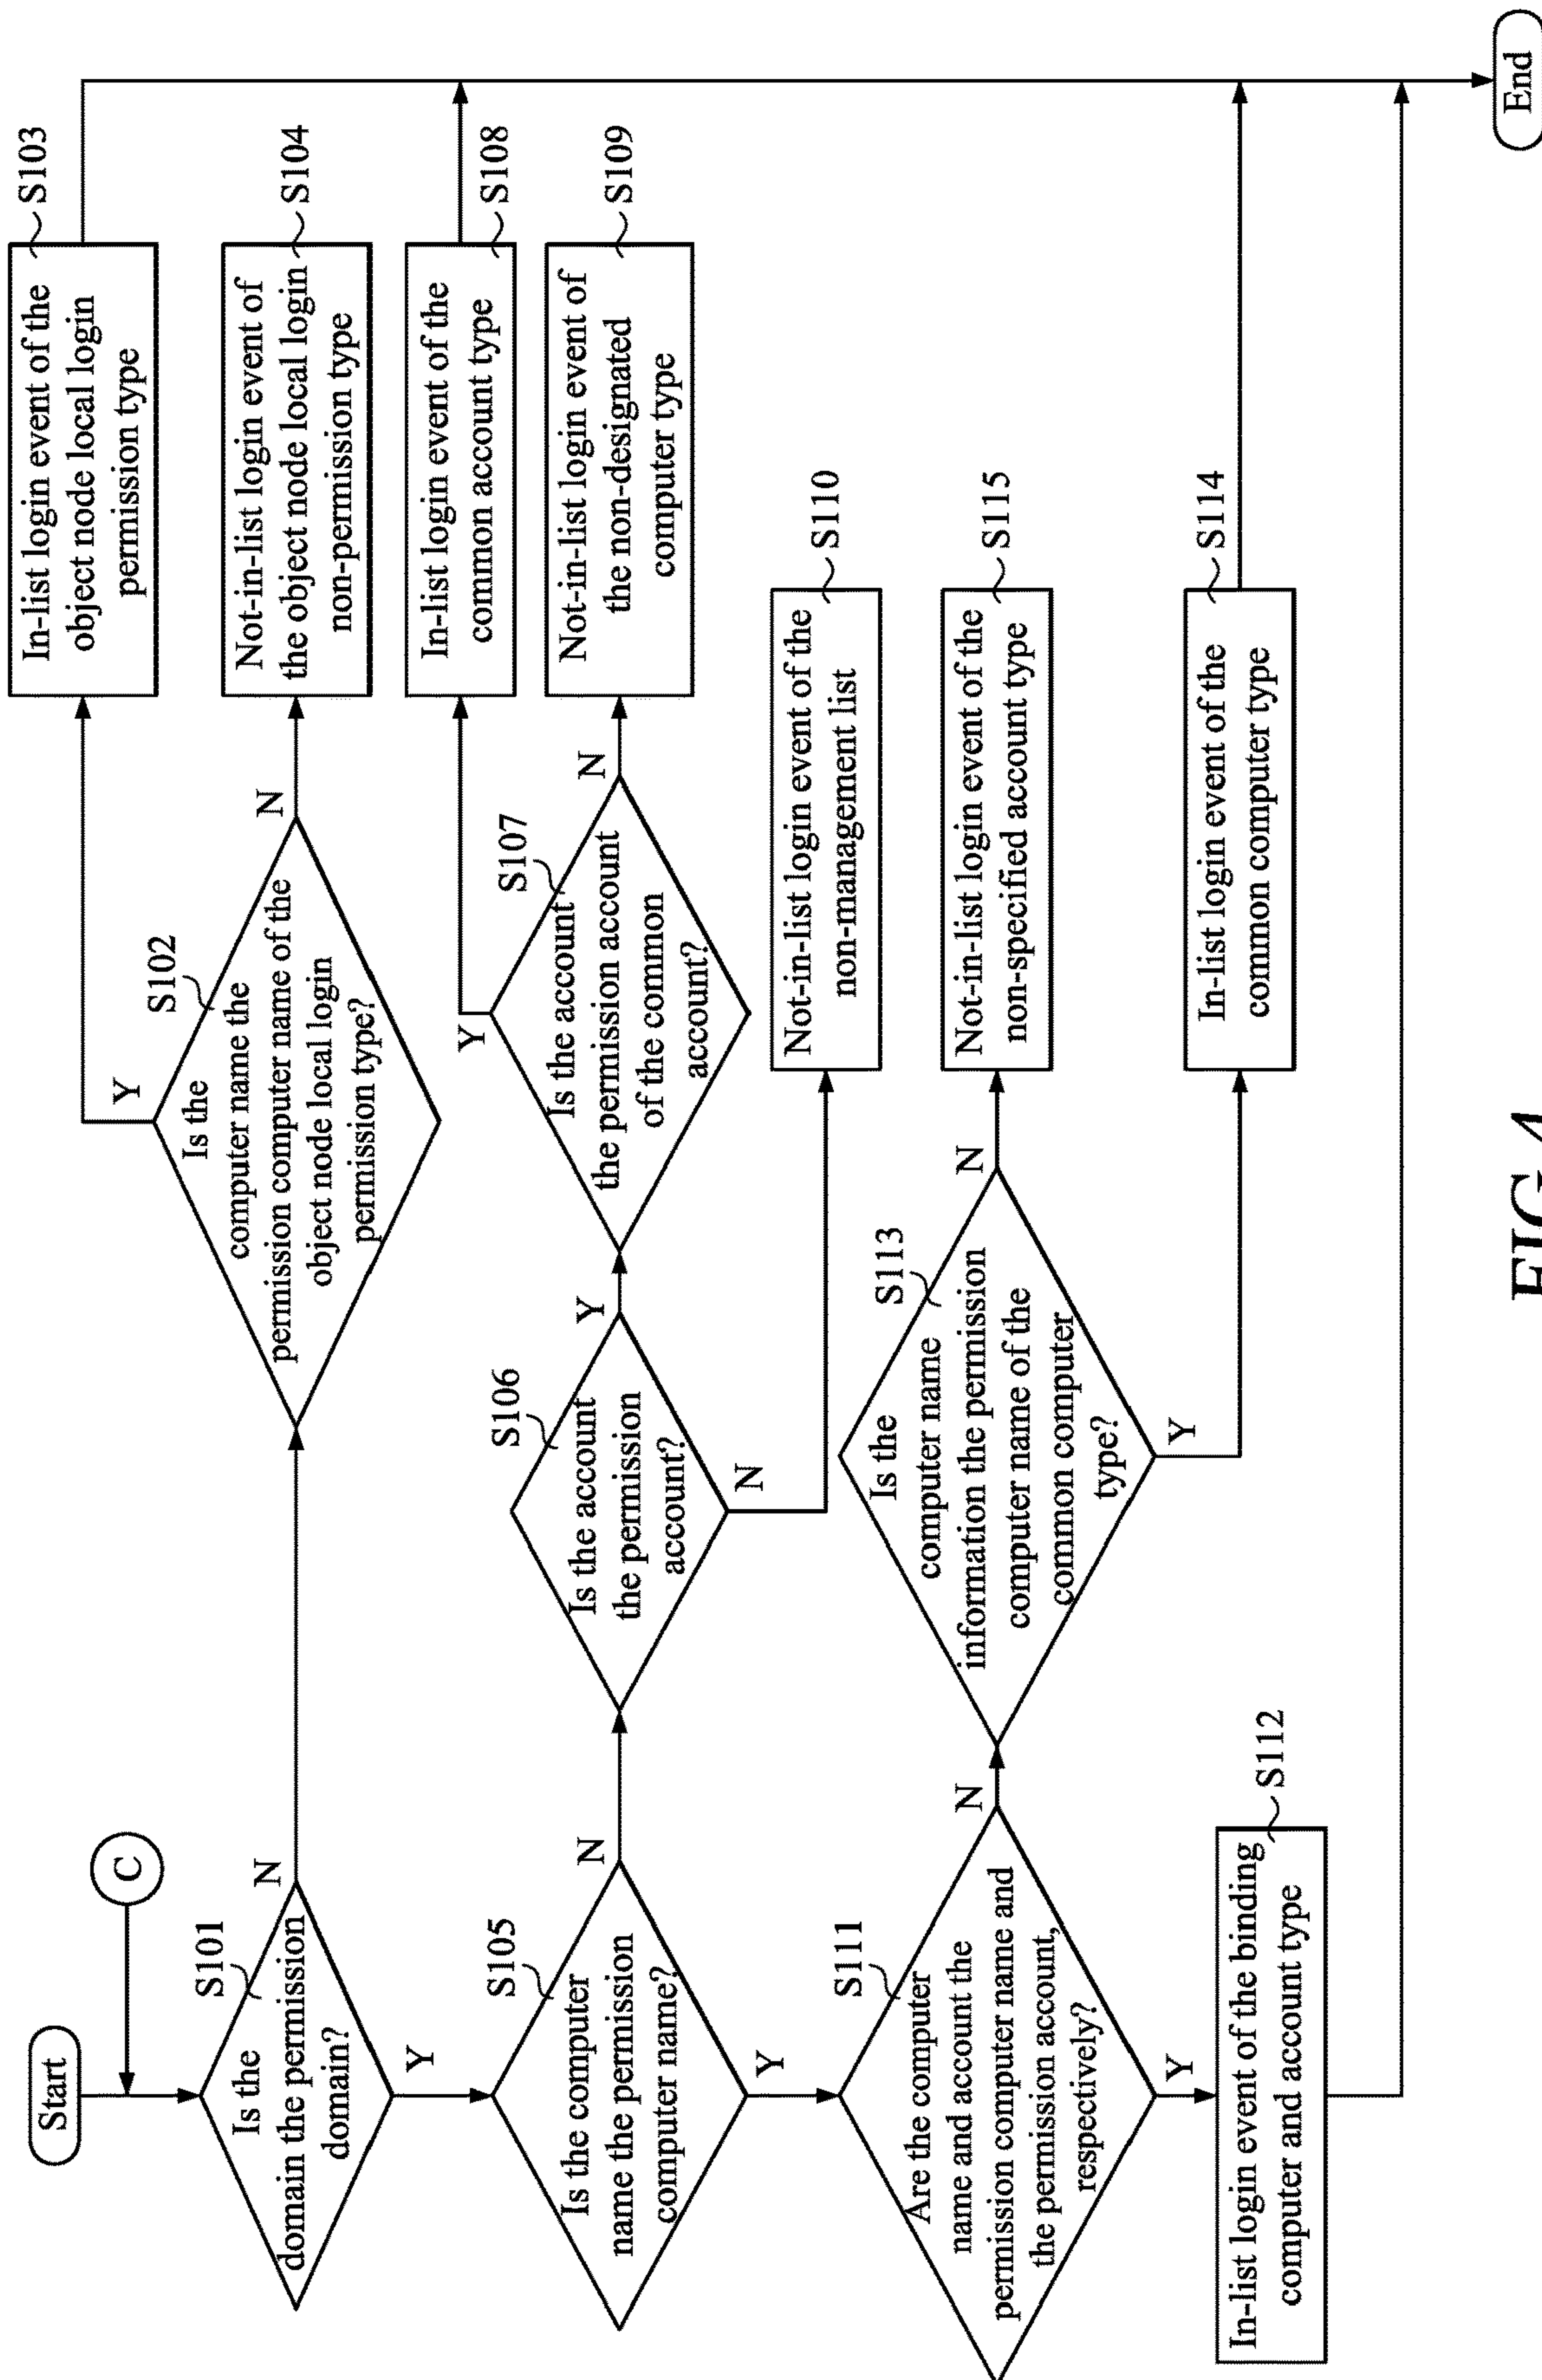 Start
C
S101
Is the
domain the permission
domain?
N
Y
S102
Is the
computer name the
permission computer name of the
object node local login
permission type?
Y
N
S103
In-list login event of the
object node local login
permission type
S104
Not-in-list login event of
the object node local login
non-permission type
S105
Is the computer
name the permission
computer name?
N
Y
S106
Is the account
the permission
account?
Y
N
S107
Is the account
the permission account
of the common
account?
Y
N
S108
In-list login event of the
common account type
S109
Not-in-list login event of
the non-designated
computer type
S110
Not-in-list login event of the
non-management list
S111
Are the computer
name and account the
permission computer name and
the permission account,
respectively?
N
Y
S113
Is the
computer name
information the permission
computer name of the
common computer
type?
N
Y
S115
Not-in-list login event of the
non-specified account type
S114
In-list login event of the
common computer type
S112
In-list login event of the binding
computer and account type
End